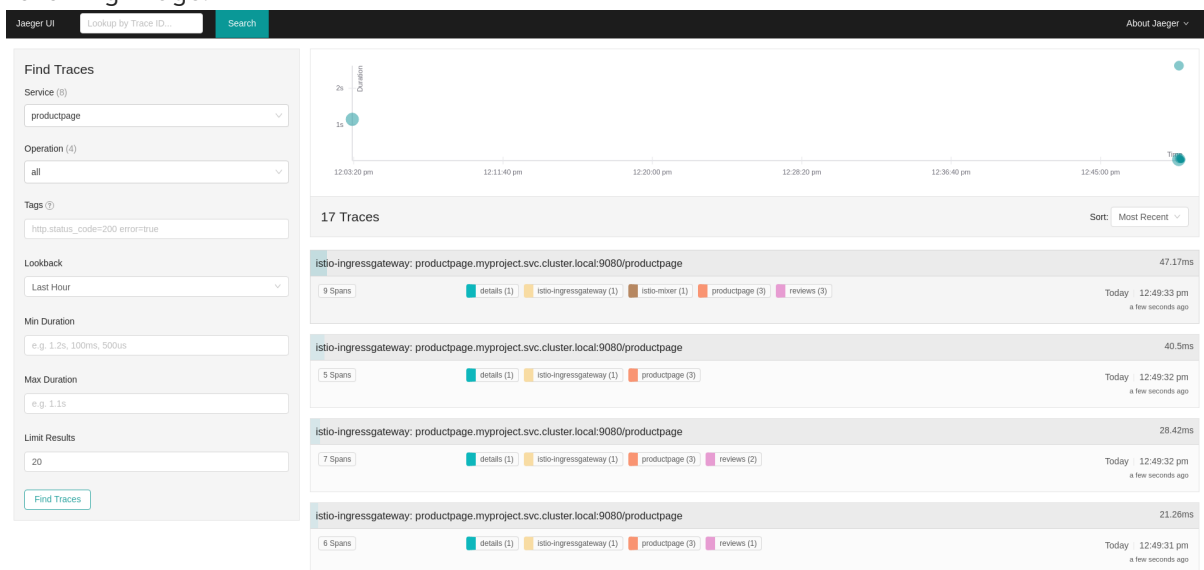 Jaeger UI
Lookup by Trace ID...
Search
About Jaeger
Find Traces
Service (8)
productpage
Operation (4)
all
Tags
http.status_code=200 error=true
Lookback
Last Hour
Min Duration
e.g. 1.2s, 100ms, 500us
Max Duration
e.g. 1.1s
Limit Results
20
Find Traces
Duration
2s
1s
Time
12:03:20 pm
12:11:40 pm
12:20:00 pm
12:28:20 pm
12:36:40 pm
12:45:00 pm
17 Traces
Sort: Most Recent
istio-ingressgateway: productpage.myproject.svc.cluster.local:9080/productpage
47.17ms
9 Spans
details (1)
istio-ingressgateway (1)
istio-mixer (1)
productpage (3)
reviews (3)
Today 12:49:33 pm
a few seconds ago
istio-ingressgateway: productpage.myproject.svc.cluster.local:9080/productpage
40.5ms
5 Spans
details (1)
istio-ingressgateway (1)
productpage (3)
Today 12:49:32 pm
a few seconds ago
istio-ingressgateway: productpage.myproject.svc.cluster.local:9080/productpage
28.42ms
7 Spans
details (1)
istio-ingressgateway (1)
productpage (3)
reviews (2)
Today 12:49:32 pm
a few seconds ago
istio-ingressgateway: productpage.myproject.svc.cluster.local:9080/productpage
21.26ms
6 Spans
details (1)
istio-ingressgateway (1)
productpage (3)
reviews (1)
Today 12:49:31 pm
a few seconds ago